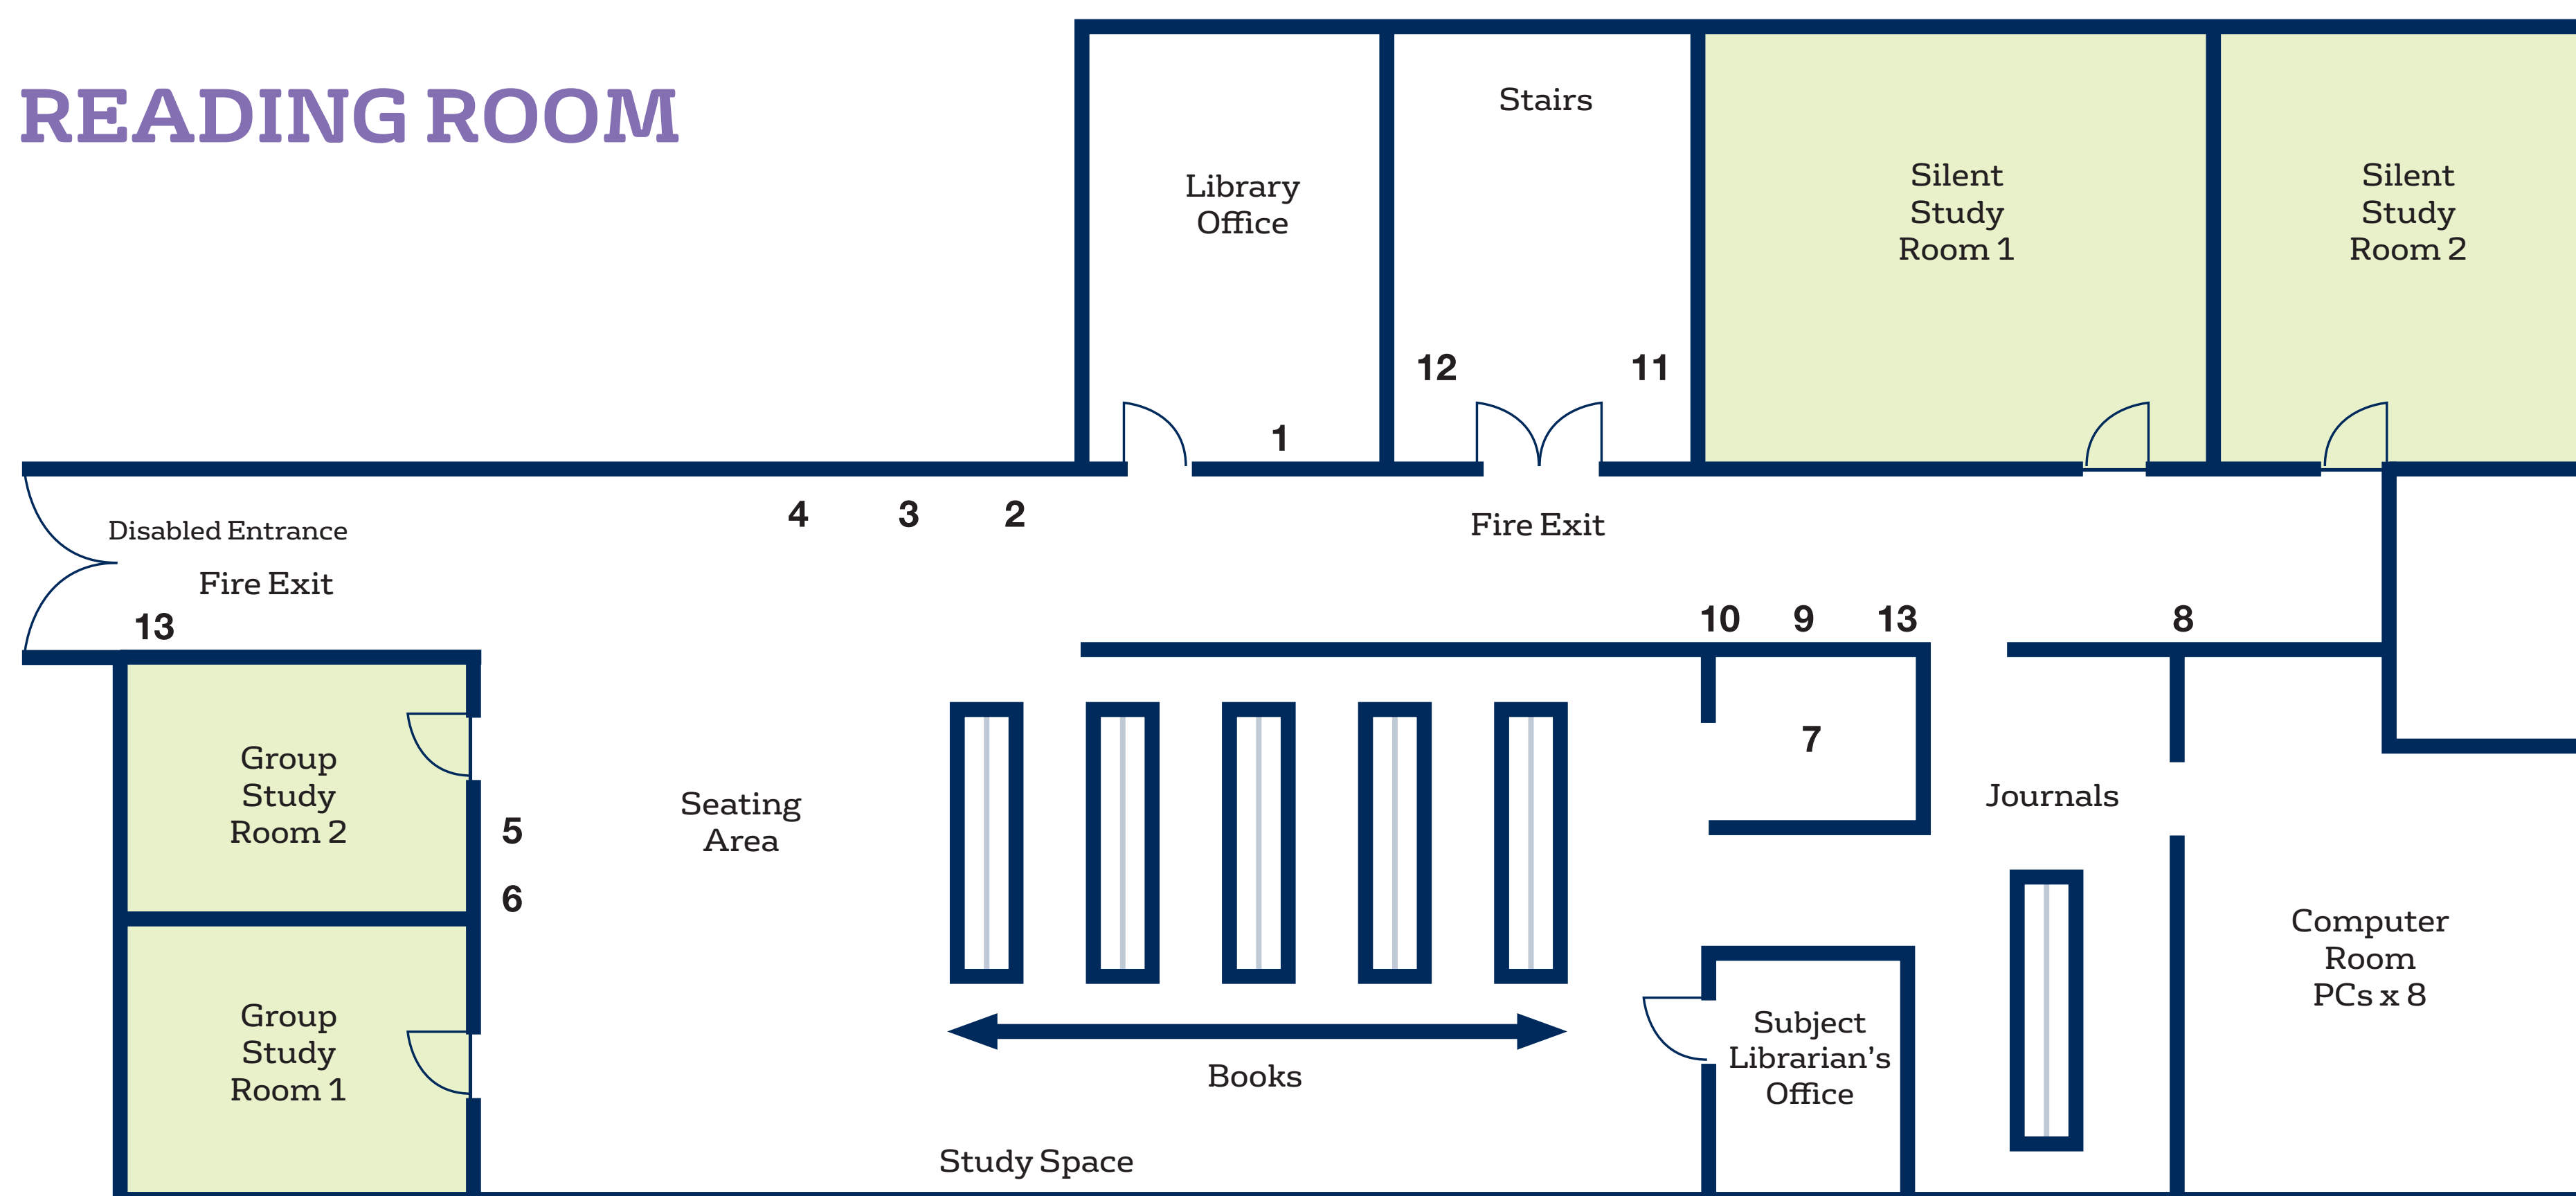 READING ROOM
Stairs
Library
Office
Silent
Study
Room 1
Silent
Study
Room 2
12
11
1
4
3
2
Disabled Entrance
Fire Exit
Fire Exit
13
10
9
13
8
7
Group
Study
Room 2
5
6
Seating
Area
Journals
Computer
Room
PCs x 8
Group
Study
Room 1
Books
Subject
Librarian's
Office
Study Space